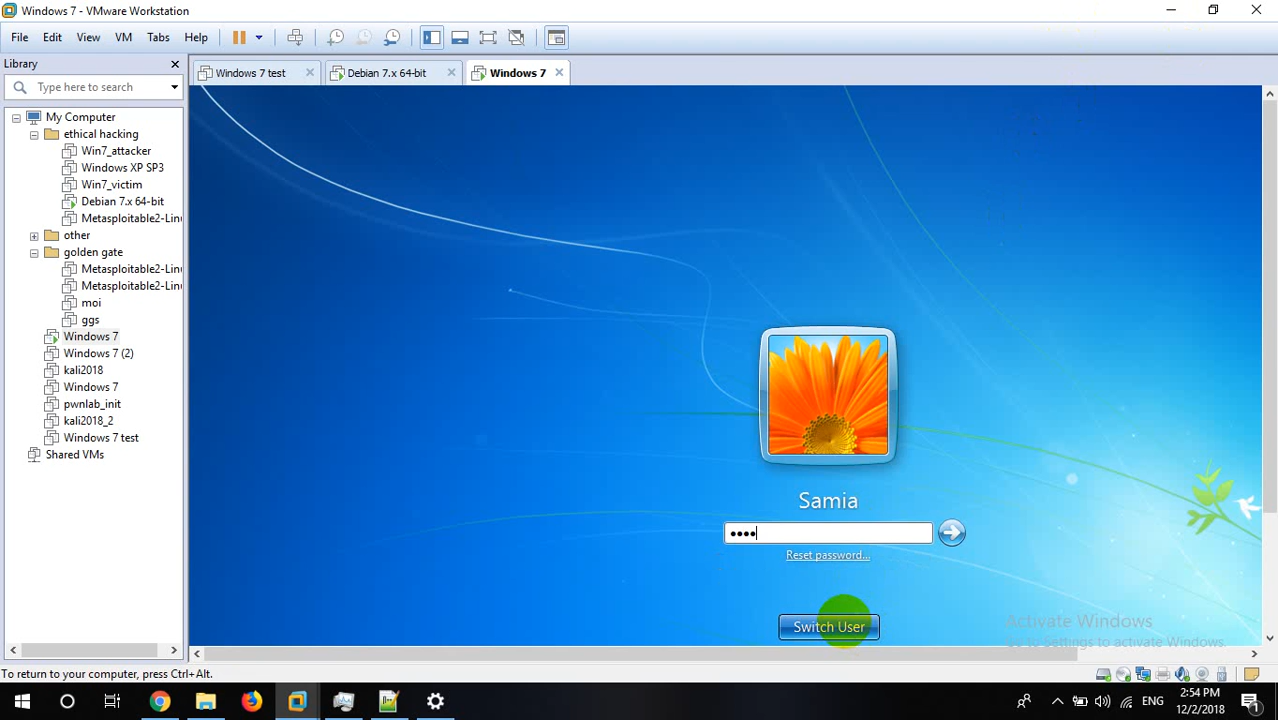 Windows 7 - VMware Workstation
File Edit View VM Tabs Help
Library
Type here to search
Windows 7 test
Debian 7.x 64-bit
Windows 7
My Computer
ethical hacking
Win7_attacker
Windows XP SP3
Win7_victim
Debian 7.x 64-bit
Metasploitable2-Linu
other
golden gate
Metasploitable2-Linu
Metasploitable2-Linu
moi
ggs
Windows 7
Windows 7 (2)
kali2018
Windows 7
pwnlab_init
kali2018_2
Windows 7 test
Shared VMs
Samia
••••
Reset password...
Switch User
Activate Windows
Go to Settings to activate Windows.
To return to your computer, press Ctrl+Alt.
ENG
2:54 PM
12/2/2018
1